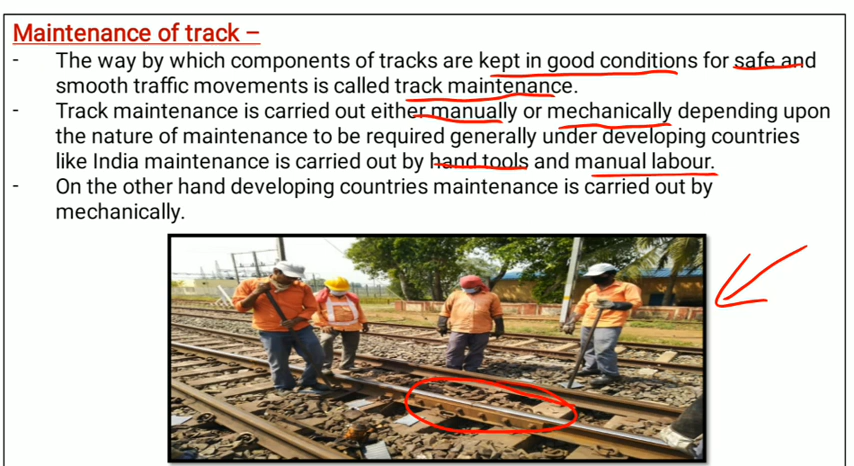 Maintenance of track –
- The way by which components of tracks are kept in good conditions for safe and
smooth traffic movements is called track maintenance.
- Track maintenance is carried out either manually or mechanically depending upon
the nature of maintenance to be required generally under developing countries
like India maintenance is carried out by hand tools and manual labour.
- On the other hand developing countries maintenance is carried out by
mechanically.